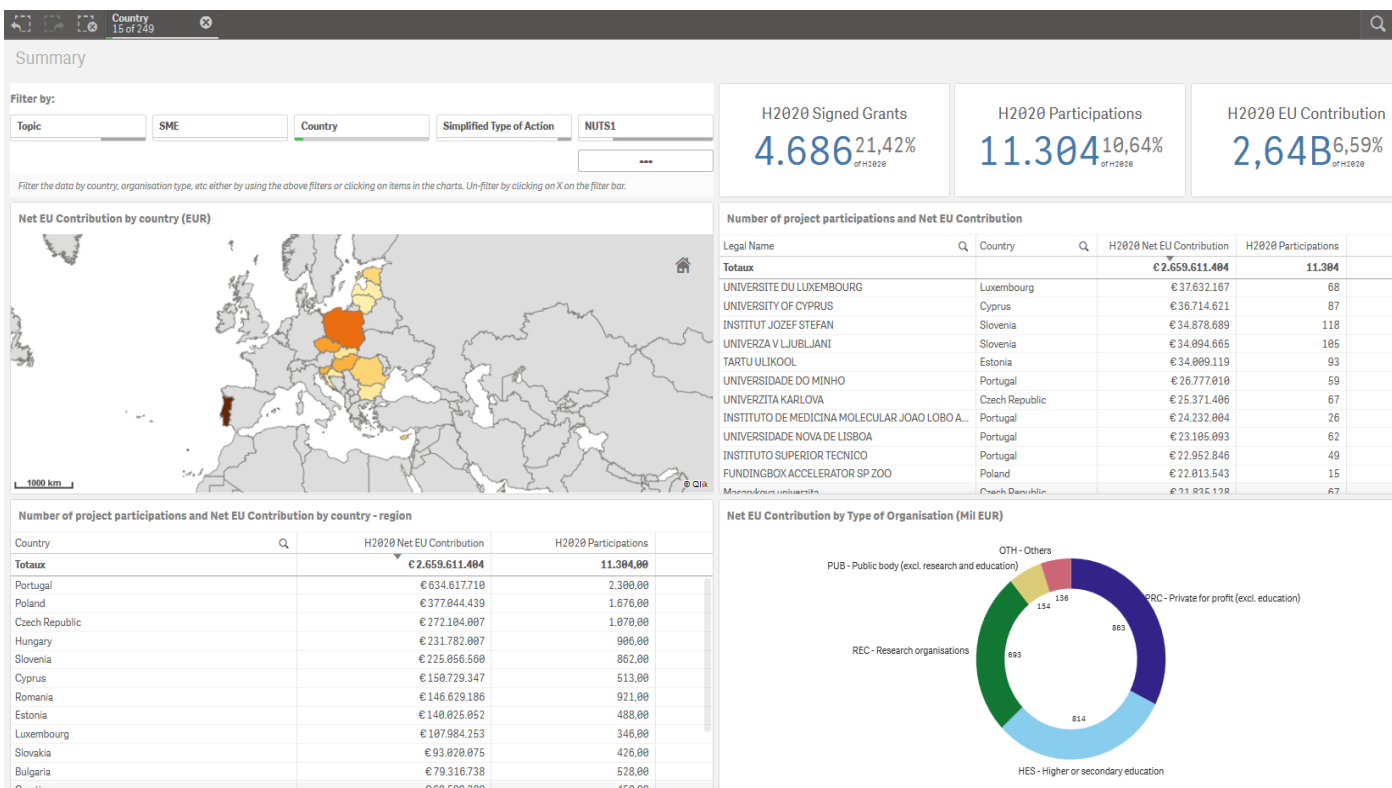 Country
15 of 249
Summary
Filter by:
Topic
SME
Country
Simplified Type of Action
NUTS1
---
Filter the data by country, organisation type, etc either by using the above filters or clicking on items in the charts. Un-filter by clicking on X on the filter bar.
H2020 Signed Grants
4.686 21,42%
of H2020
H2020 Participations
11.304 10,64%
of H2020
H2020 EU Contribution
2,64B 6,59%
of H2020
Net EU Contribution by country (EUR)
1000 km
© Qlik
Number of project participations and Net EU Contribution
Legal Name Country H2020 Net EU Contribution H2020 Participations
Totaux €2.659.611.404 11.304
UNIVERSITE DU LUXEMBOURG Luxembourg €37.632.167 68
UNIVERSITY OF CYPRUS Cyprus €36.714.621 87
INSTITUT JOZEF STEFAN Slovenia €34.878.689 118
UNIVERZA V LJUBLJANI Slovenia €34.094.665 105
TARTU ULIKOOL Estonia €34.009.119 93
UNIVERSIDADE DO MINHO Portugal €26.777.010 59
UNIVERZITA KARLOVA Czech Republic €25.371.406 67
INSTITUTO DE MEDICINA MOLECULAR JOAO LOBO A... Portugal €24.232.004 26
UNIVERSIDADE NOVA DE LISBOA Portugal €23.105.093 62
INSTITUTO SUPERIOR TECNICO Portugal €22.952.846 49
FUNDINGBOX ACCELERATOR SP ZOO Poland €22.013.543 15
Masarykova univerzita Czech Republic €21.835.128 67
Number of project participations and Net EU Contribution by country - region
Country H2020 Net EU Contribution H2020 Participations
Totaux €2.659.611.404 11.304,00
Portugal €634.617.710 2.300,00
Poland €377.044.439 1.676,00
Czech Republic €272.104.007 1.070,00
Hungary €231.782.007 906,00
Slovenia €225.056.560 862,00
Cyprus €150.729.347 513,00
Romania €146.629.186 921,00
Estonia €140.025.052 488,00
Luxembourg €107.984.253 346,00
Slovakia €93.020.075 426,00
Bulgaria €79.316.738 528,00
Net EU Contribution by Type of Organisation (Mil EUR)
OTH - Others
PUB - Public body (excl. research and education)
136
154
PRC - Private for profit (excl. education)
863
REC - Research organisations
693
814
HES - Higher or secondary education